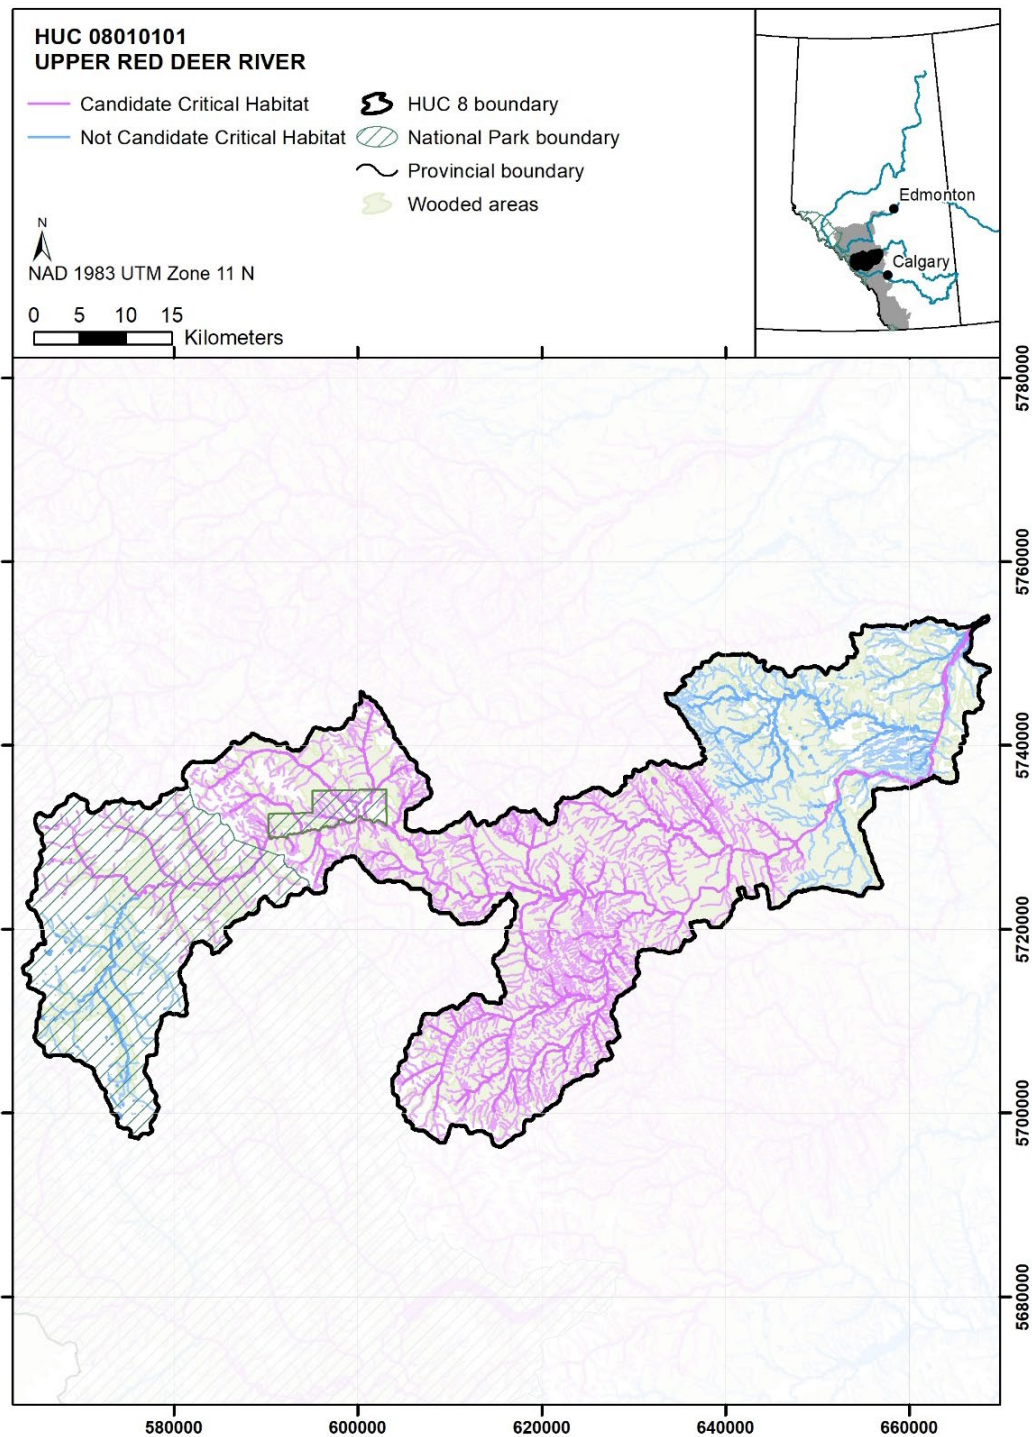 HUC 08010101
UPPER RED DEER RIVER
Candidate Critical Habitat
Not Candidate Critical Habitat
HUC 8 boundary
National Park boundary
Provincial boundary
Wooded areas
N
NAD 1983 UTM Zone 11 N
0 5 10 15
Kilometers
Edmonton
Calgary
5780000
5760000
5740000
5720000
5700000
5680000
580000 600000 620000 640000 660000